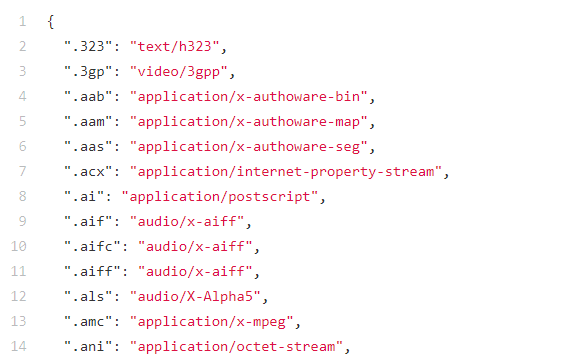 1 {
2 ".323": "text/h323",
3 ".3gp": "video/3gpp",
4 ".aab": "application/x-authoware-bin",
5 ".aam": "application/x-authoware-map",
6 ".aas": "application/x-authoware-seg",
7 ".acx": "application/internet-property-stream",
8 ".ai": "application/postscript",
9 ".aif": "audio/x-aiff",
10 ".aifc": "audio/x-aiff",
11 ".aiff": "audio/x-aiff",
12 ".als": "audio/X-Alpha5",
13 ".amc": "application/x-mpeg",
14 ".ani": "application/octet-stream",